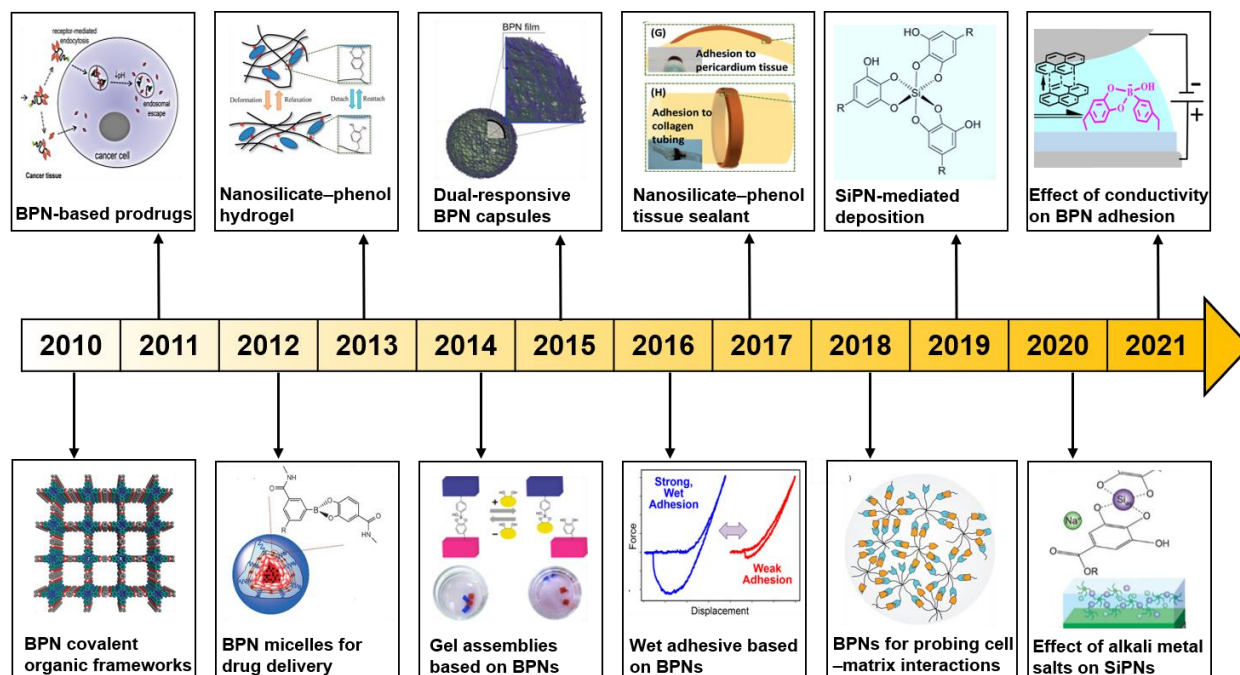 receptor-mediated
endocytosis
↓pH
endosomal
escape
cancer cell
Cancer tissue
BPN-based prodrugs
Deformation
Relaxation
Detach
Reattach
Nanosilicate–phenol
hydrogel
BPN film
Dual-responsive
BPN capsules
(G)
Adhesion to
pericardium tissue
(H)
Adhesion to
collagen
tubing
Nanosilicate–phenol
tissue sealant
HO
R
OH
O
O
O
Si
O
O
O
R
OH
R
SiPN-mediated
deposition
O
B
OH
O
-
+
Effect of conductivity
on BPN adhesion
2010
2011
2012
2013
2014
2015
2016
2017
2018
2019
2020
2021
BPN covalent
organic frameworks
O
NH
R
B
O
O
O
HN
BPN micelles for
drug delivery
+
−
Gel assemblies
based on BPNs
Force
Strong,
Wet
Adhesion
Weak
Adhesion
Displacement
Wet adhesive based
on BPNs
)
BPNs for probing cell
–matrix interactions
Na+
O
O
Si
O
O
OH
O
OR
Effect of alkali metal
salts on SiPNs